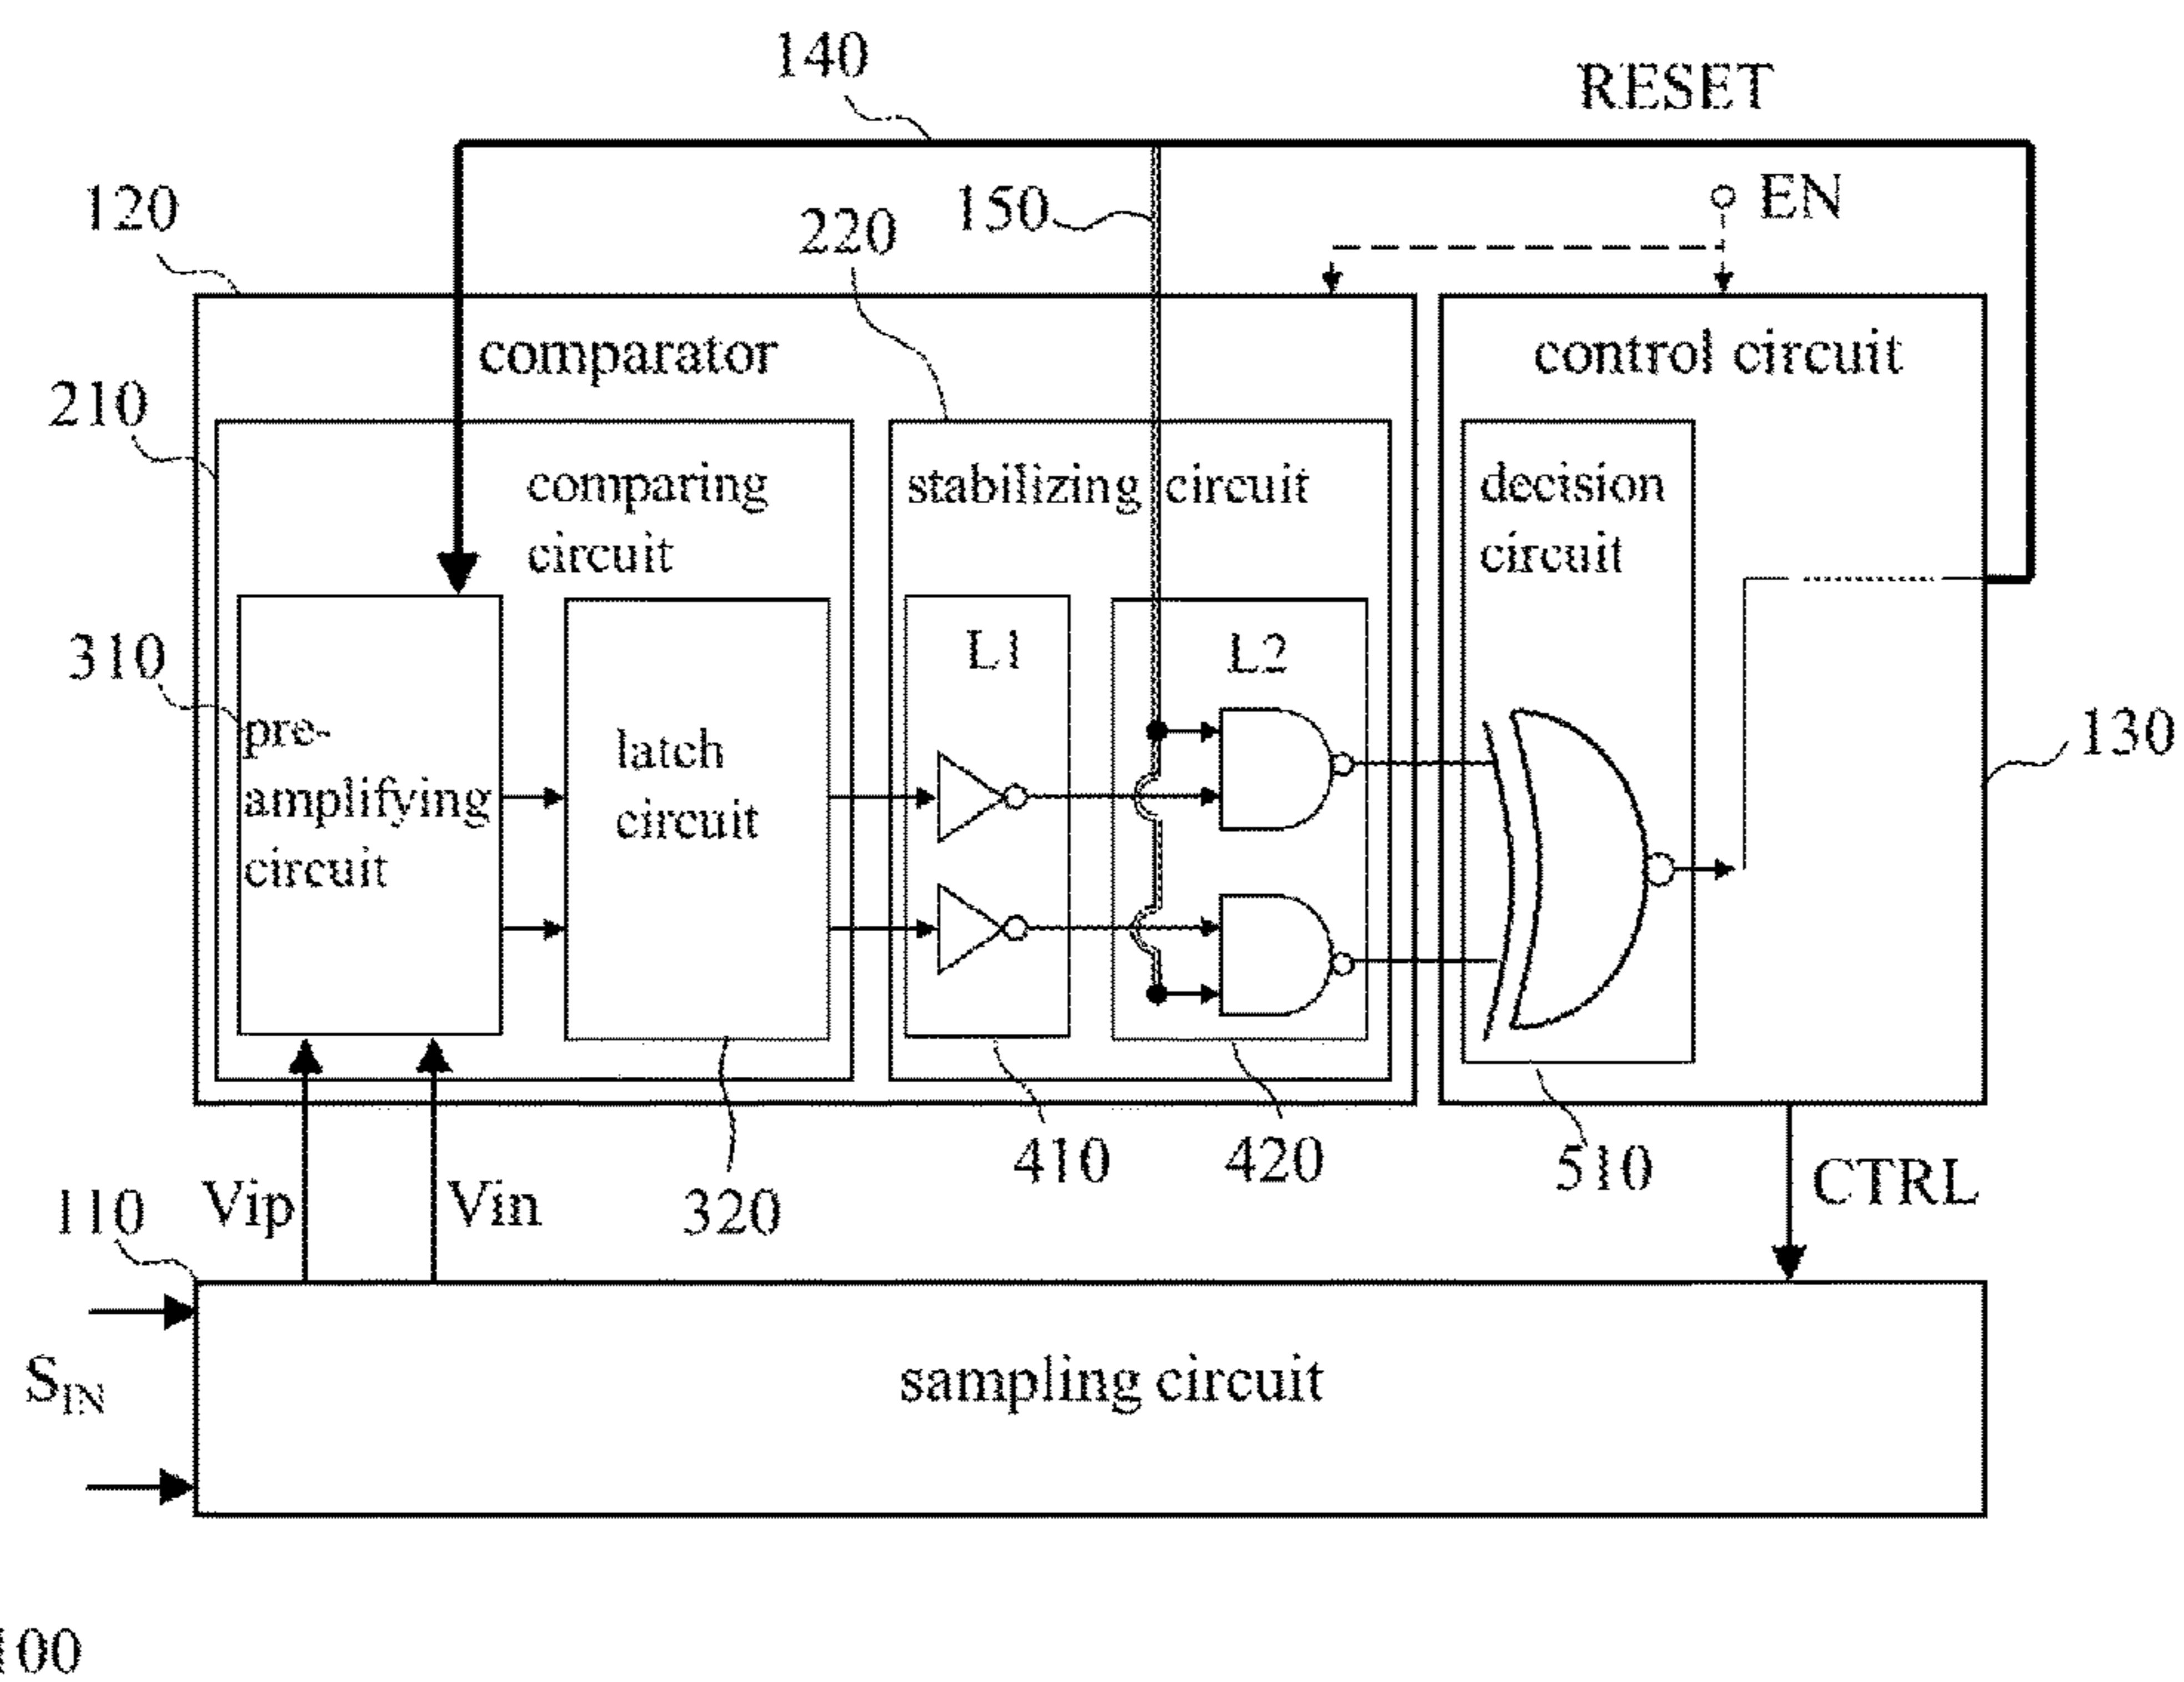 140
RESET
120
220
150
EN
comparator
control circuit
210
comparing
circuit
stabilizing circuit
decision
circuit
310
L1
L2
pre-
amplifying
circuit
latch
circuit
130
410
420
510
110
Vip
Vin
320
CTRL
SIN
sampling circuit
100